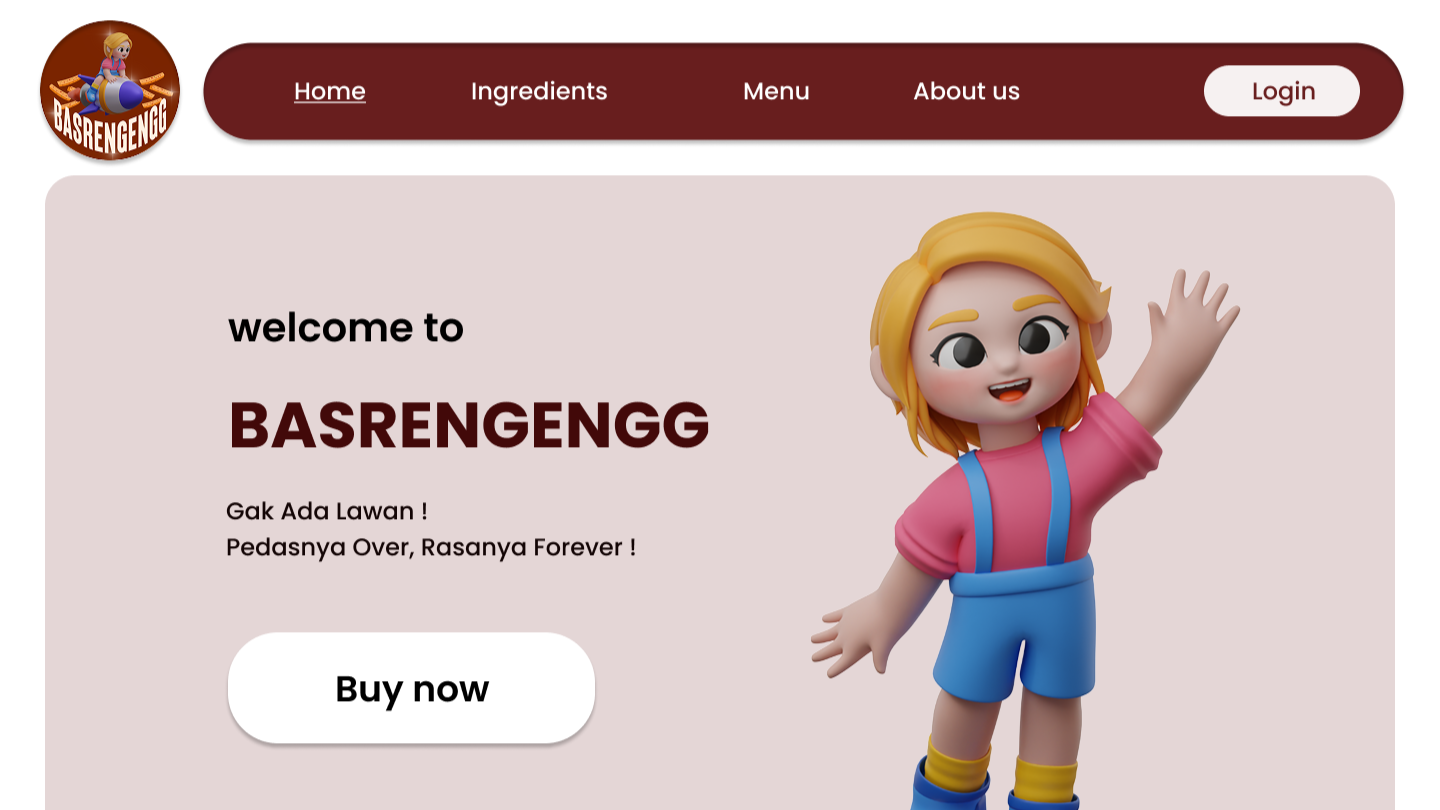 BASRENGENGG
Home
Ingredients
Menu
About us
Login
welcome to
BASRENGENGG
Gak Ada Lawan !
Pedasnya Over, Rasanya Forever !
Buy now